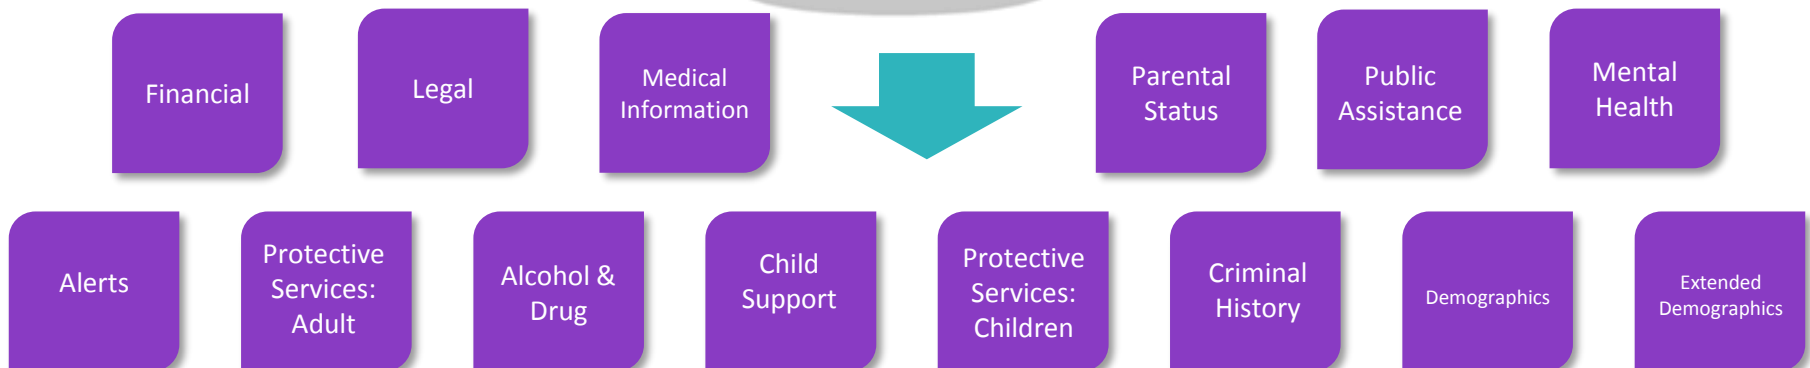 Financial
Legal
Medical
Information
Parental
Status
Public
Assistance
Mental
Health
Alerts
Protective
Services:
Adult
Alcohol &
Drug
Child
Support
Protective
Services:
Children
Criminal
History
Demographics
Extended
Demographics